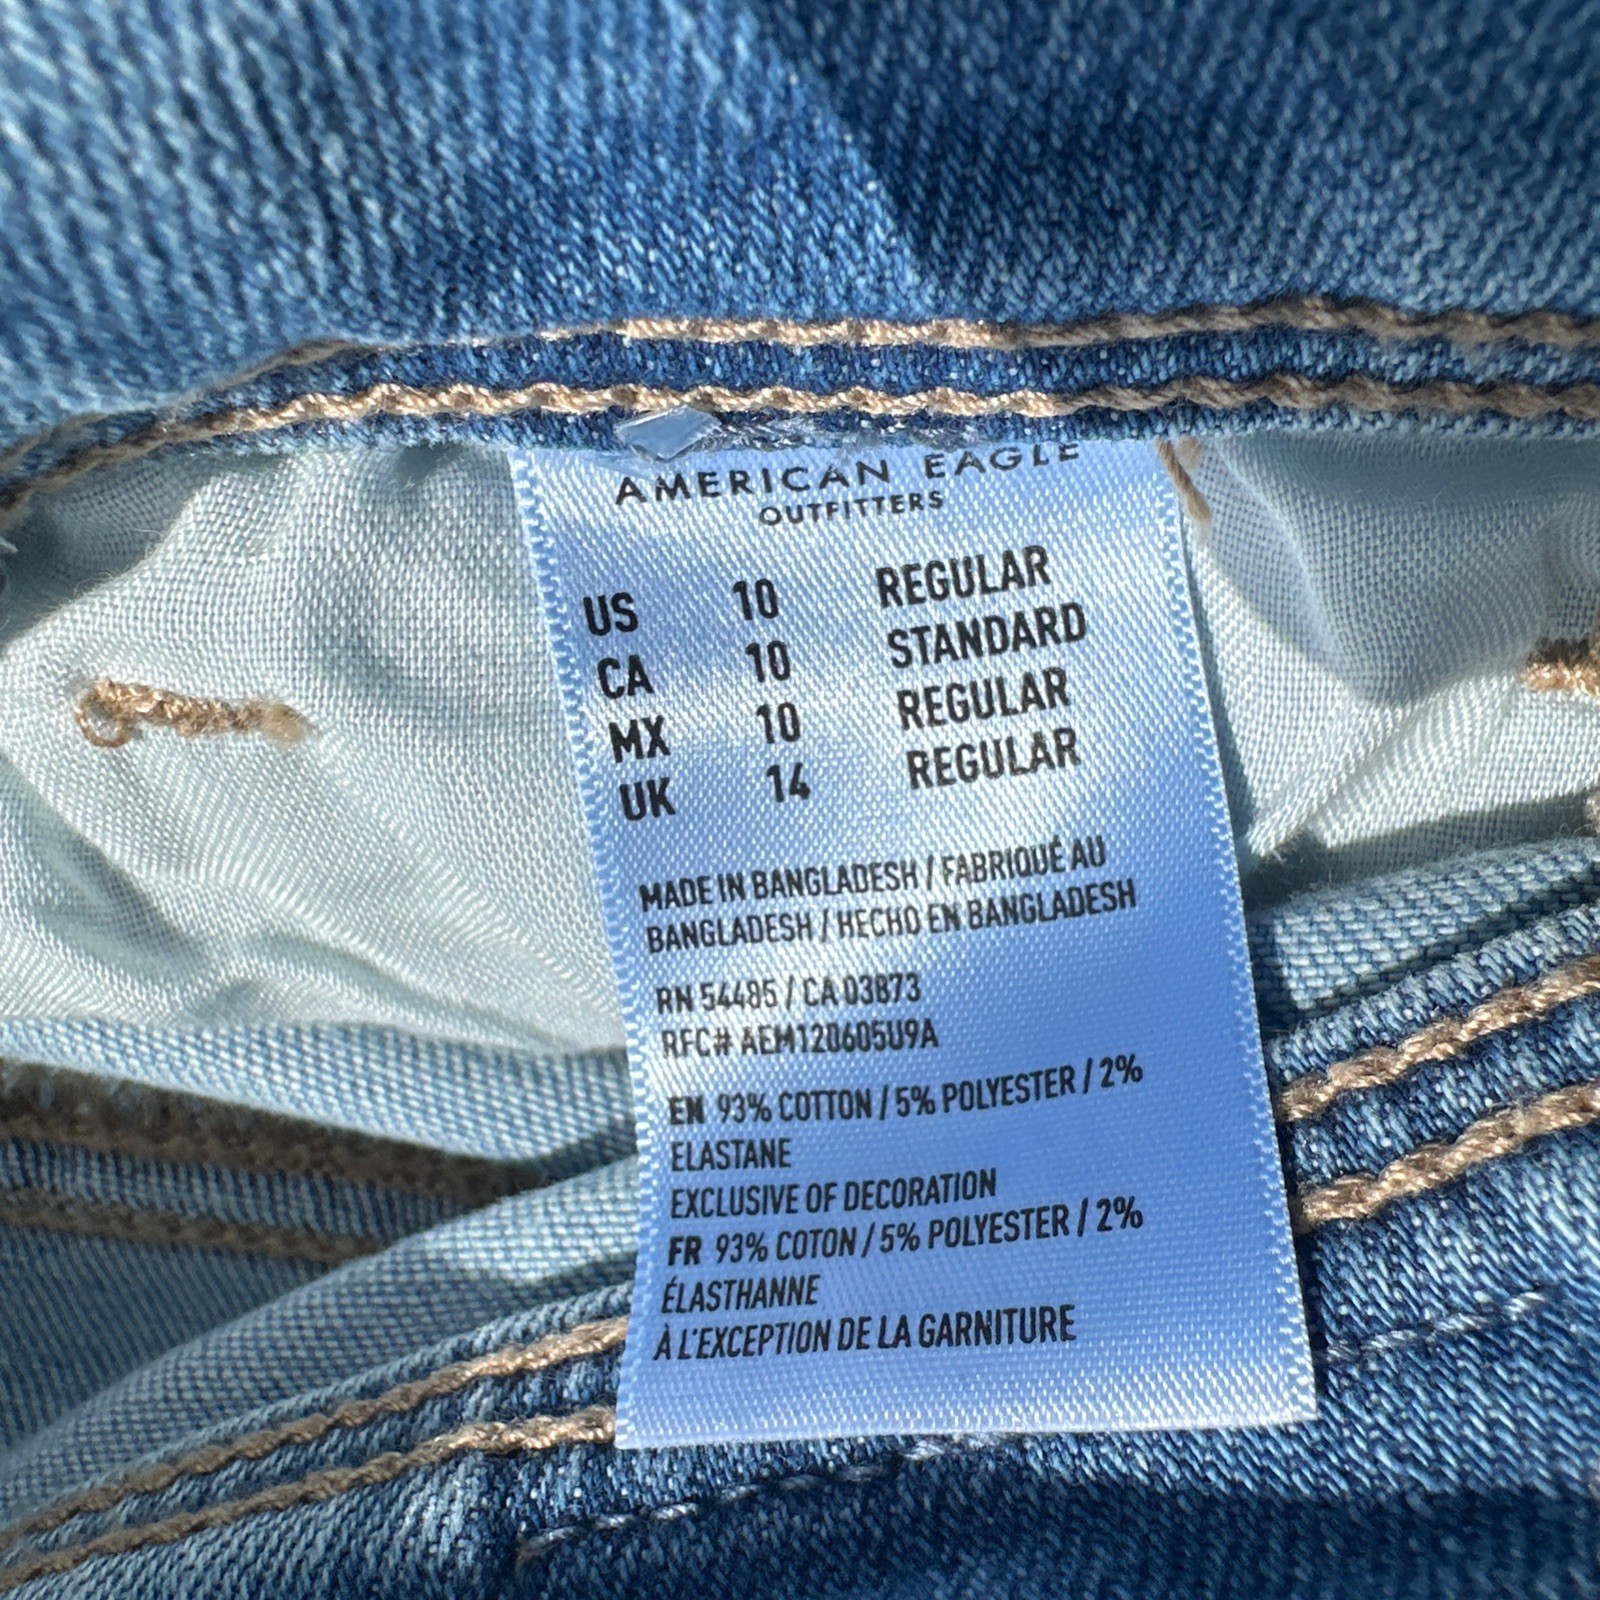 AMERICAN EAGLE
OUTFITTERS
US 10 REGULAR
CA 10 STANDARD
MX 10 REGULAR
UK 14 REGULAR
MADE IN BANGLADESH / FABRIQUÉ AU
BANGLADESH / HECHO EN BANGLADESH
RN 54485 / CA 03873
RFC# AEM120605U9A
EN 93% COTTON / 5% POLYESTER / 2%
ELASTANE
EXCLUSIVE OF DECORATION
FR 93% COTON / 5% POLYESTER / 2%
ÉLASTHANNE
À L'EXCEPTION DE LA GARNITURE